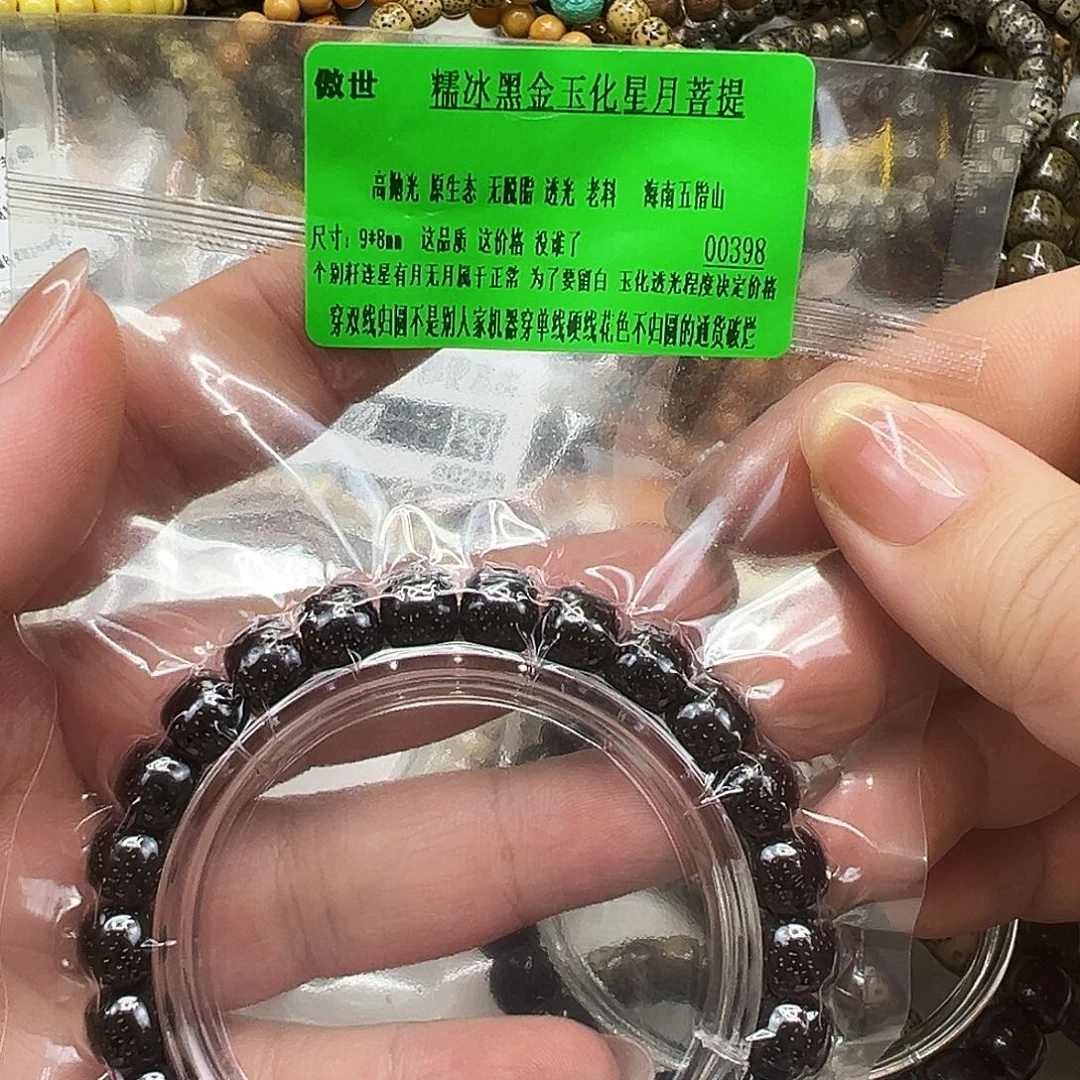 傲世 糯冰黑金玉化星月菩提
高抛光 原生态 无脱脂 透光 老料 海南五指山
尺寸：9*8mm 这品质 这价格 没谁了 00398
个别籽连星有月无月属于正常 为了要留白 玉化透光程度决定价格
穿双线归圆不是别人家机器穿单线硬线花色不归圆的通货破烂